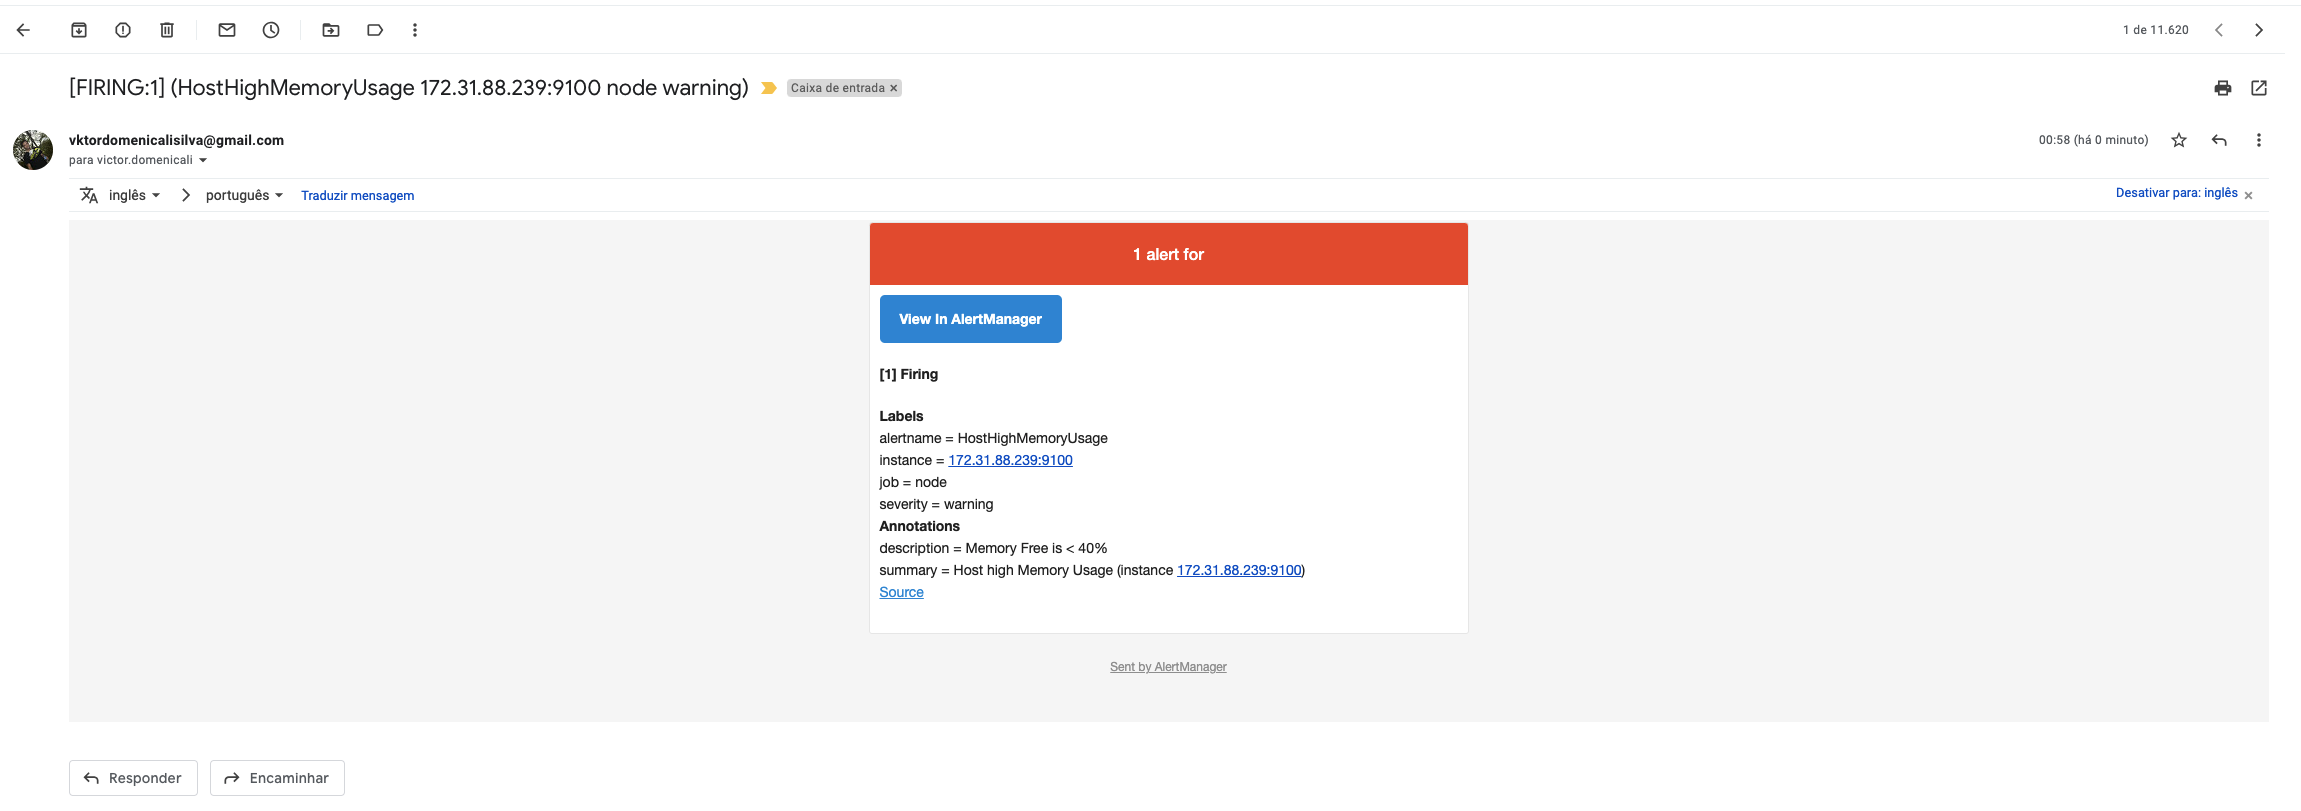 1 de 11.620
[FIRING:1] (HostHighMemoryUsage 172.31.88.239:9100 node warning) Caixa de entrada ×
vktordomenicalisilva@gmail.com 00:58 (há 0 minuto)
para victor.domenicali
inglês português Traduzir mensagem Desativar para: inglês ×
1 alert for
View In AlertManager
[1] Firing
Labels
alertname = HostHighMemoryUsage
instance = 172.31.88.239:9100
job = node
severity = warning
Annotations
description = Memory Free is < 40%
summary = Host high Memory Usage (instance 172.31.88.239:9100)
Source
Sent by AlertManager
Responder Encaminhar